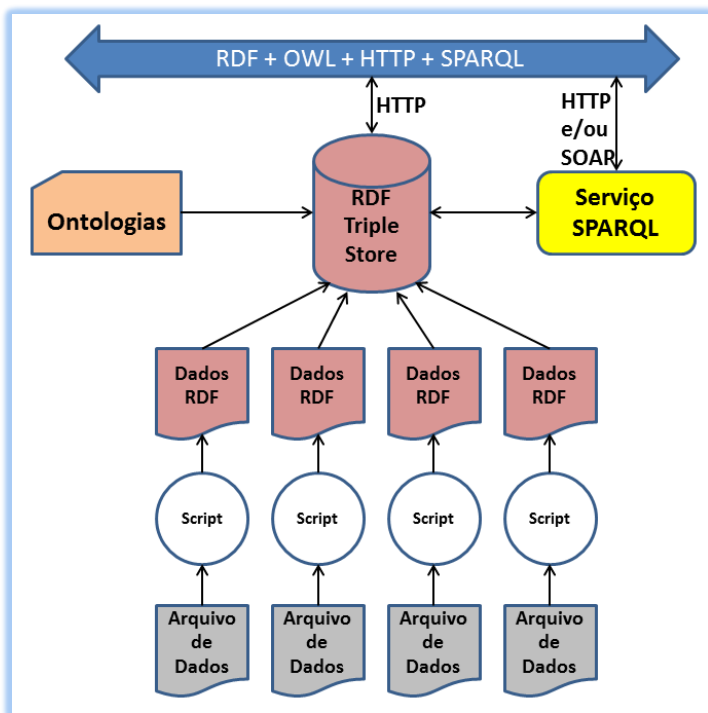 RDF + OWL + HTTP + SPARQL
HTTP
HTTP
e/ou
SOAR
RDF
Triple
Store
Ontologias
Serviço
SPARQL
Dados
RDF
Dados
RDF
Dados
RDF
Dados
RDF
Script
Script
Script
Script
Arquivo
de
Dados
Arquivo
de
Dados
Arquivo
de
Dados
Arquivo
de
Dados